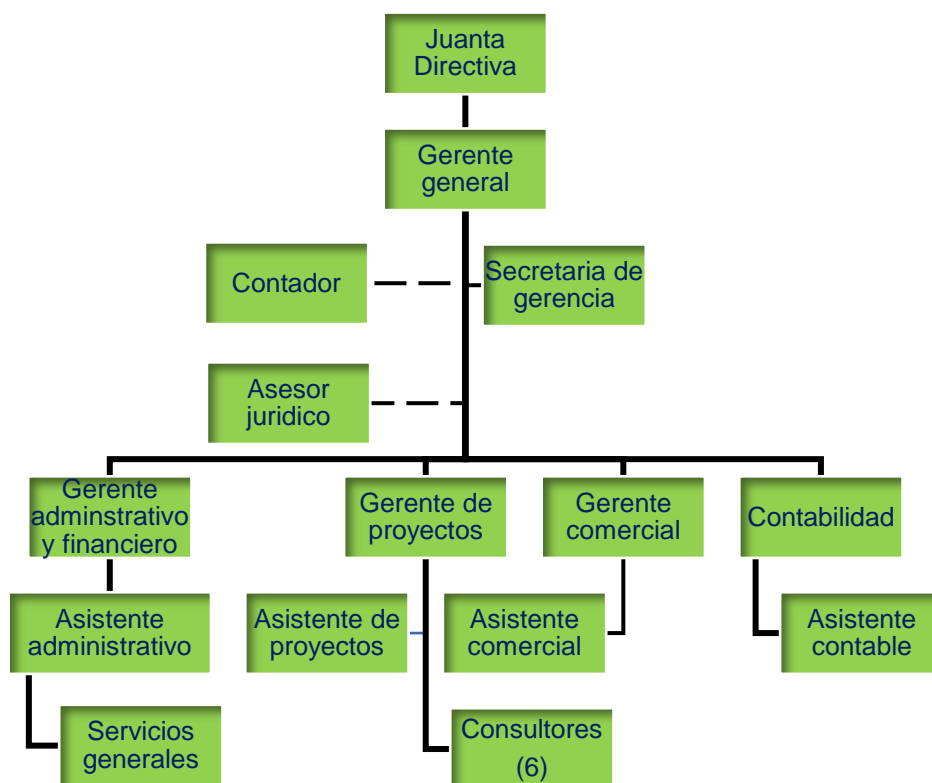 Juanta
Directiva
Gerente
general
Contador
Secretaria de
gerencia
Asesor
juridico
Gerente
adminstrativo
y financiero
Gerente de
proyectos
Gerente
comercial
Contabilidad
Asistente
administrativo
Asistente de
proyectos
Asistente
comercial
Asistente
contable
Servicios
generales
Consultores
(6)